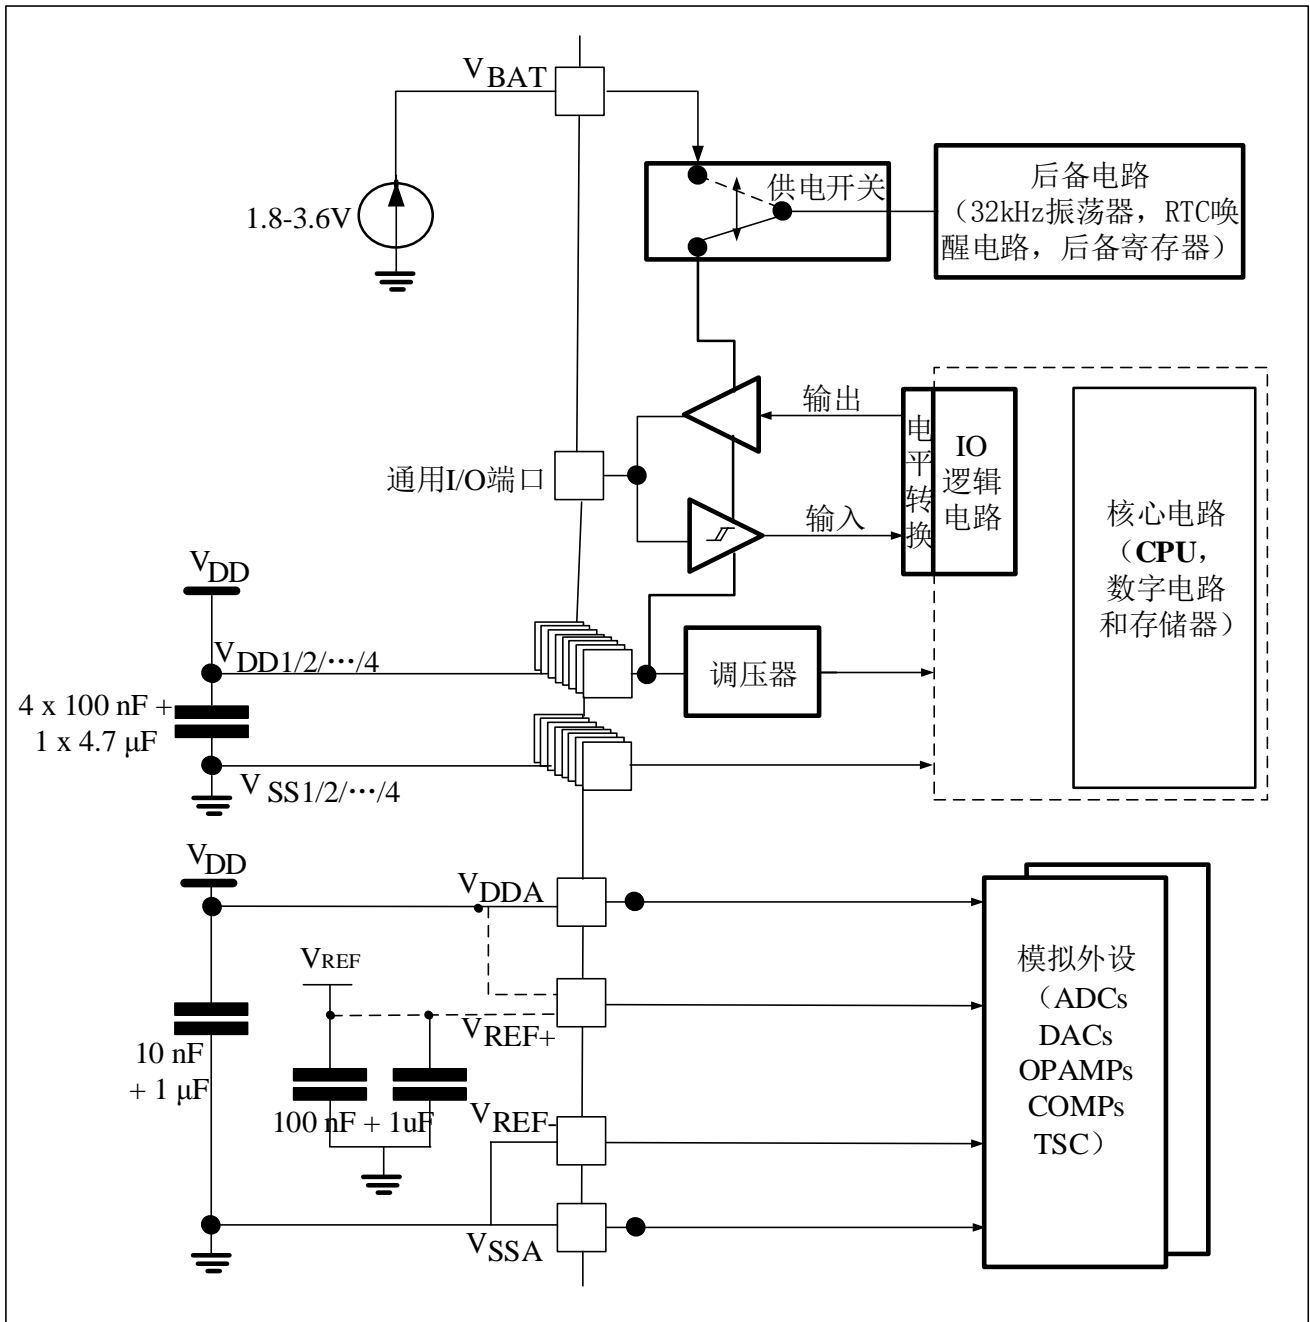 VBAT
1.8-3.6V
供电开关
后备电路
（32kHz振荡器，RTC唤
醒电路，后备寄存器）
输出
通用I/O端口
输入
电
平
转
换
IO
逻辑
电路
核心电路
（CPU，
数字电路
和存储器）
VDD
VDD1/2/···/4
4 x 100 nF +
1 x 4.7 μF
调压器
VSS1/2/···/4
VDD
VDDA
VREF
VREF+
10 nF
+ 1 μF
100 nF + 1uF
VREF-
VSSA
模拟外设
（ADCs
DACs
OPAMPs
COMPs
TSC）